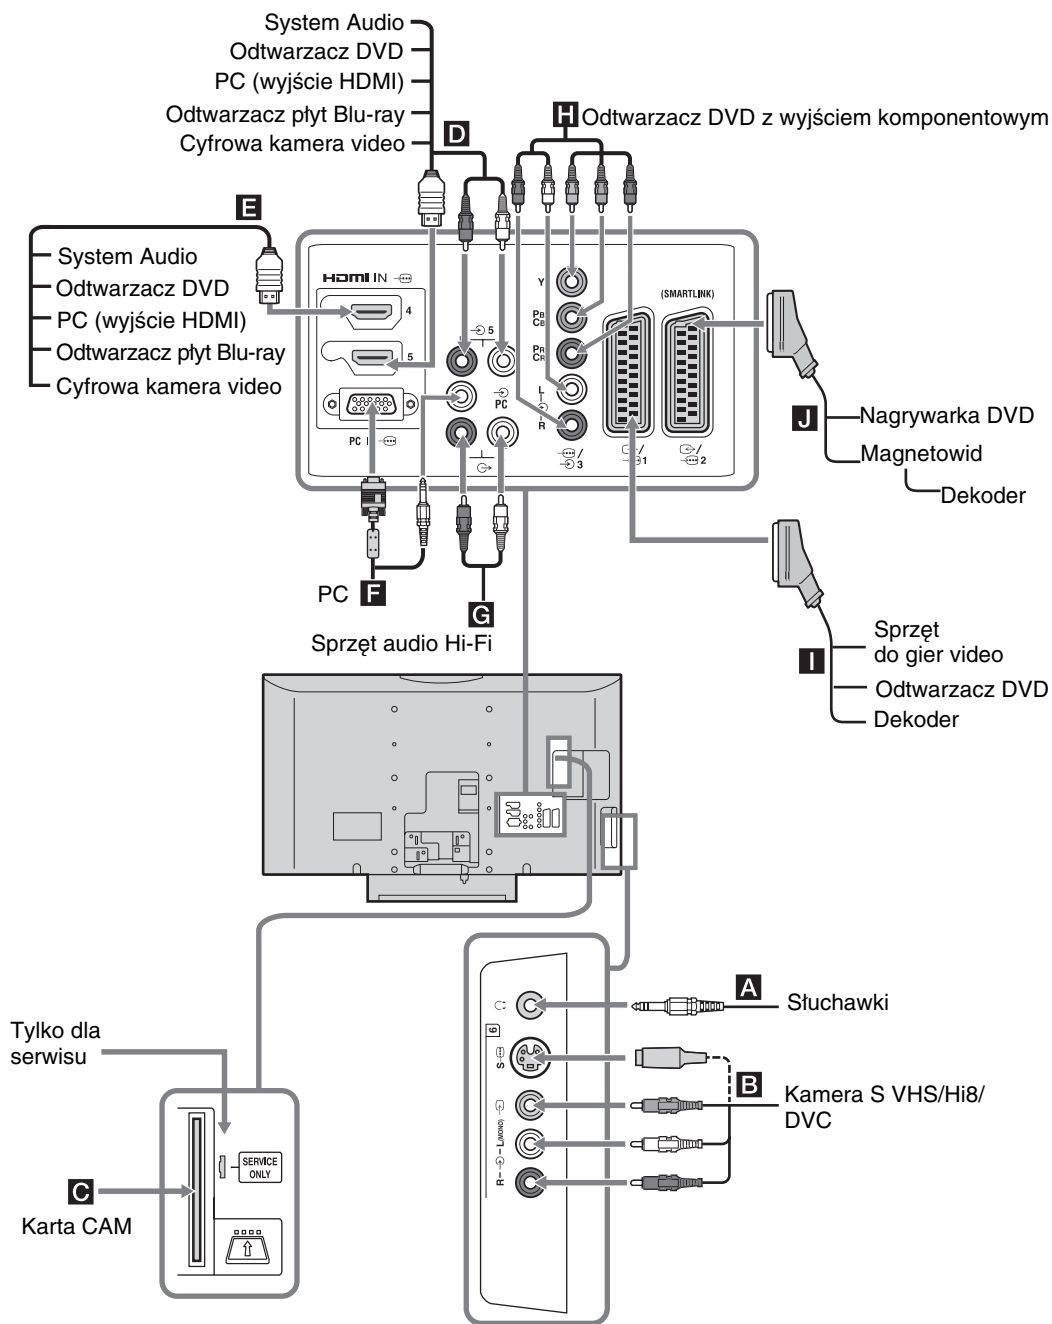 System Audio
Odtwarzacz DVD
PC (wyjście HDMI)
Odtwarzacz płyt Blu-ray
Cyfrowa kamera video
D
H
Odtwarzacz DVD z wyjściem komponentowym
E
System Audio
Odtwarzacz DVD
PC (wyjście HDMI)
Odtwarzacz płyt Blu-ray
Cyfrowa kamera video
HDMI IN
4
5
PC IN
5
PC
Y
PB
CB
PR
CR
L
R
3
1
(SMARTLINK)
2
J
Nagrywarka DVD
Magnetowid
Dekoder
PC F
G
Sprzęt audio Hi-Fi
I
Sprzęt
do gier video
Odtwarzacz DVD
Dekoder
A
Słuchawki
6
S
B
Kamera S VHS/Hi8/
DVC
L(MONO)
R
Tylko dla
serwisu
SERVICE
ONLY
C
Karta CAM